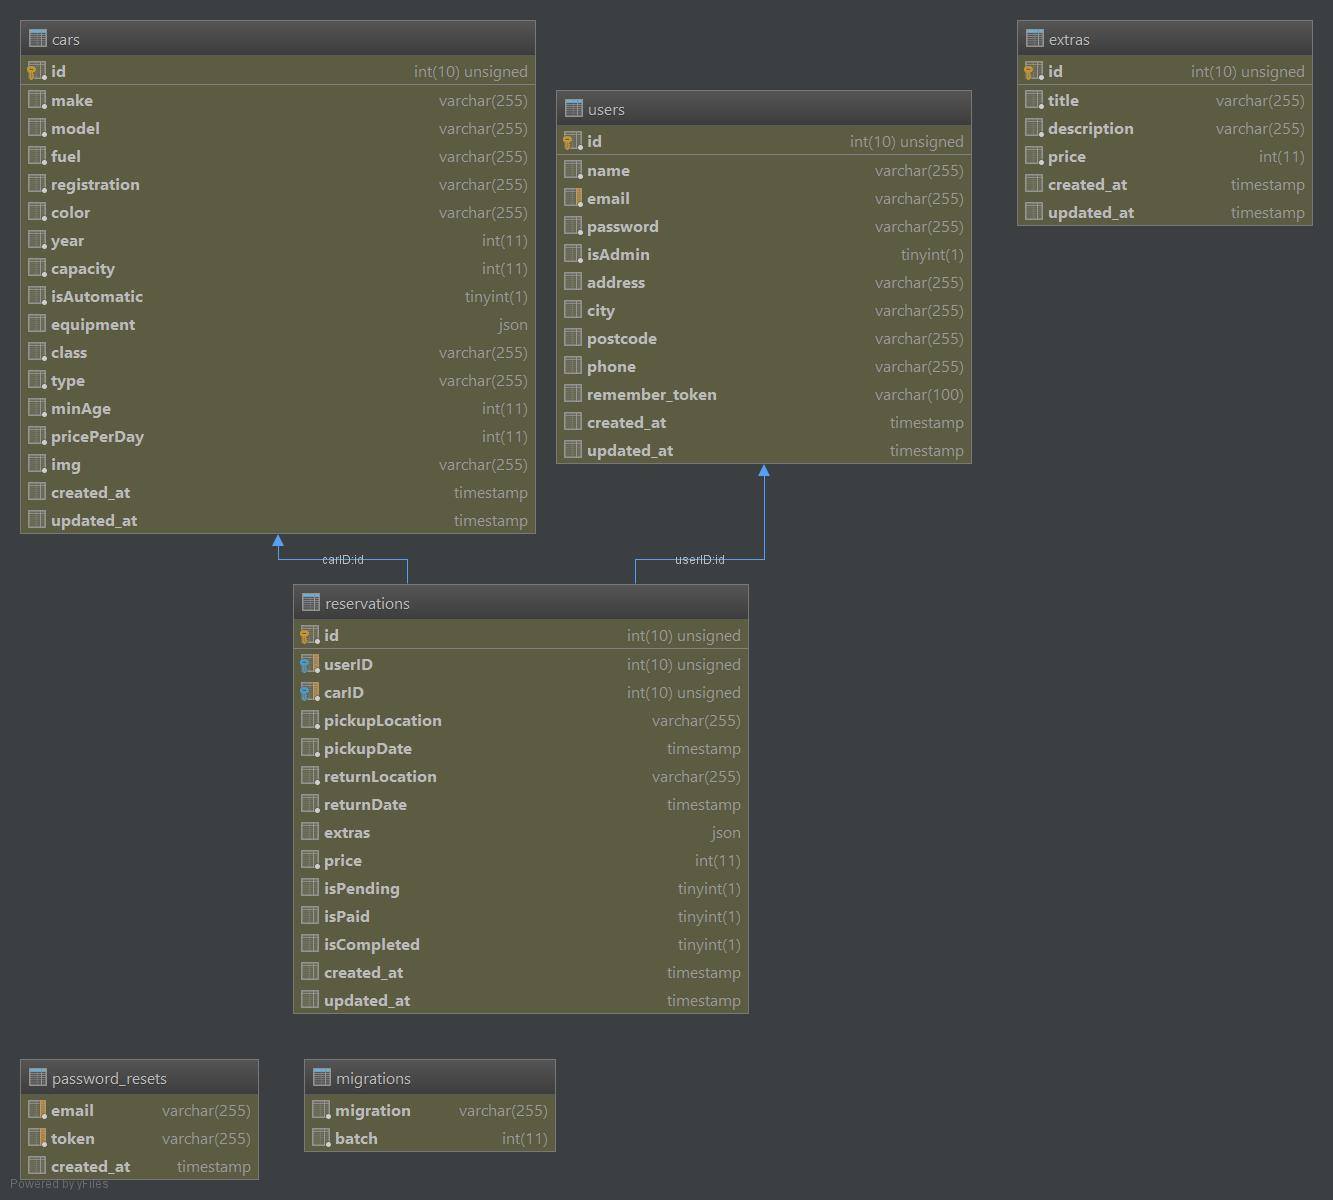 cars
id int(10) unsigned
make varchar(255)
model varchar(255)
fuel varchar(255)
registration varchar(255)
color varchar(255)
year int(11)
capacity int(11)
isAutomatic tinyint(1)
equipment json
class varchar(255)
type varchar(255)
minAge int(11)
pricePerDay int(11)
img varchar(255)
created_at timestamp
updated_at timestamp
users
id int(10) unsigned
name varchar(255)
email varchar(255)
password varchar(255)
isAdmin tinyint(1)
address varchar(255)
city varchar(255)
postcode varchar(255)
phone varchar(255)
remember_token varchar(100)
created_at timestamp
updated_at timestamp
extras
id int(10) unsigned
title varchar(255)
description varchar(255)
price int(11)
created_at timestamp
updated_at timestamp
carID:id
userID:id
reservations
id int(10) unsigned
userID int(10) unsigned
carID int(10) unsigned
pickupLocation varchar(255)
pickupDate timestamp
returnLocation varchar(255)
returnDate timestamp
extras json
price int(11)
isPending tinyint(1)
isPaid tinyint(1)
isCompleted tinyint(1)
created_at timestamp
updated_at timestamp
password_resets
email varchar(255)
token varchar(255)
created_at timestamp
migrations
migration varchar(255)
batch int(11)
Powered by yFiles